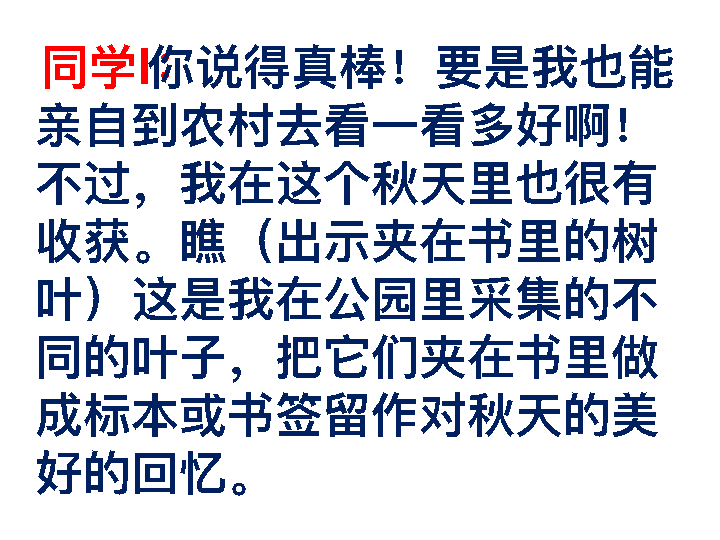 同学I：你说得真棒！要是我也能
亲自到农村去看一看多好啊！
不过，我在这个秋天里也很有
收获。瞧（出示夹在书里的树
叶）这是我在公园里采集的不
同的叶子，把它们夹在书里做
成标本或书签留作对秋天的美
好的回忆。